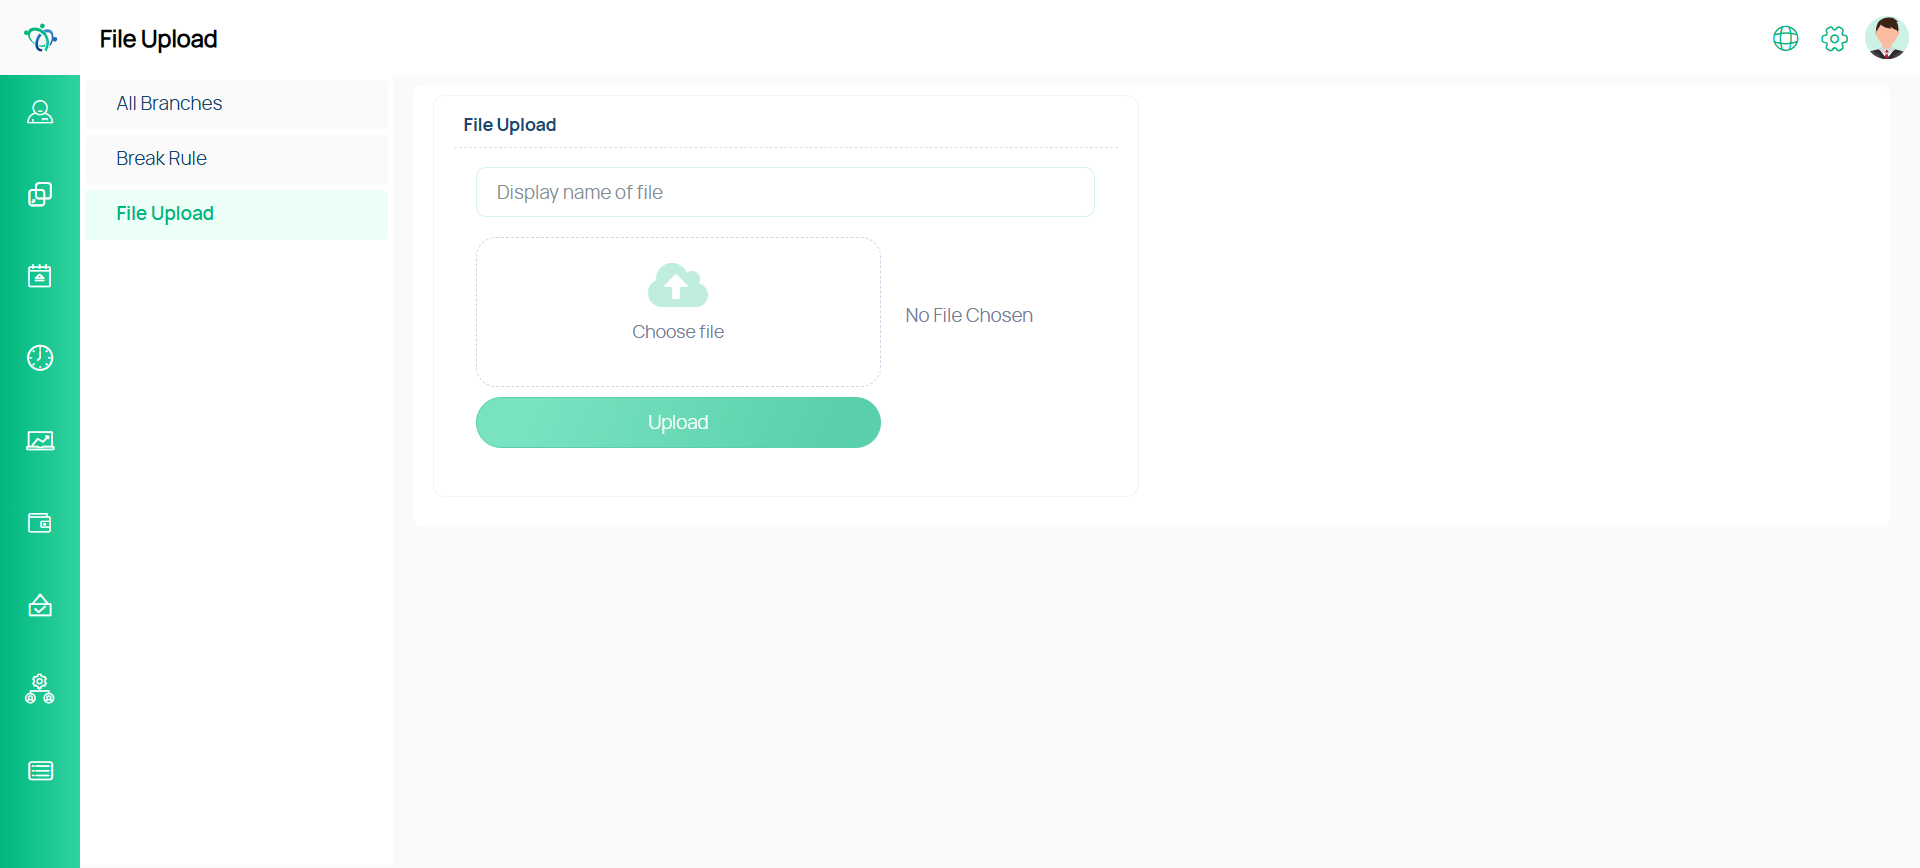 File Upload
All Branches
Break Rule
File Upload
File Upload
Display name of file
Choose file
No File Chosen
Upload